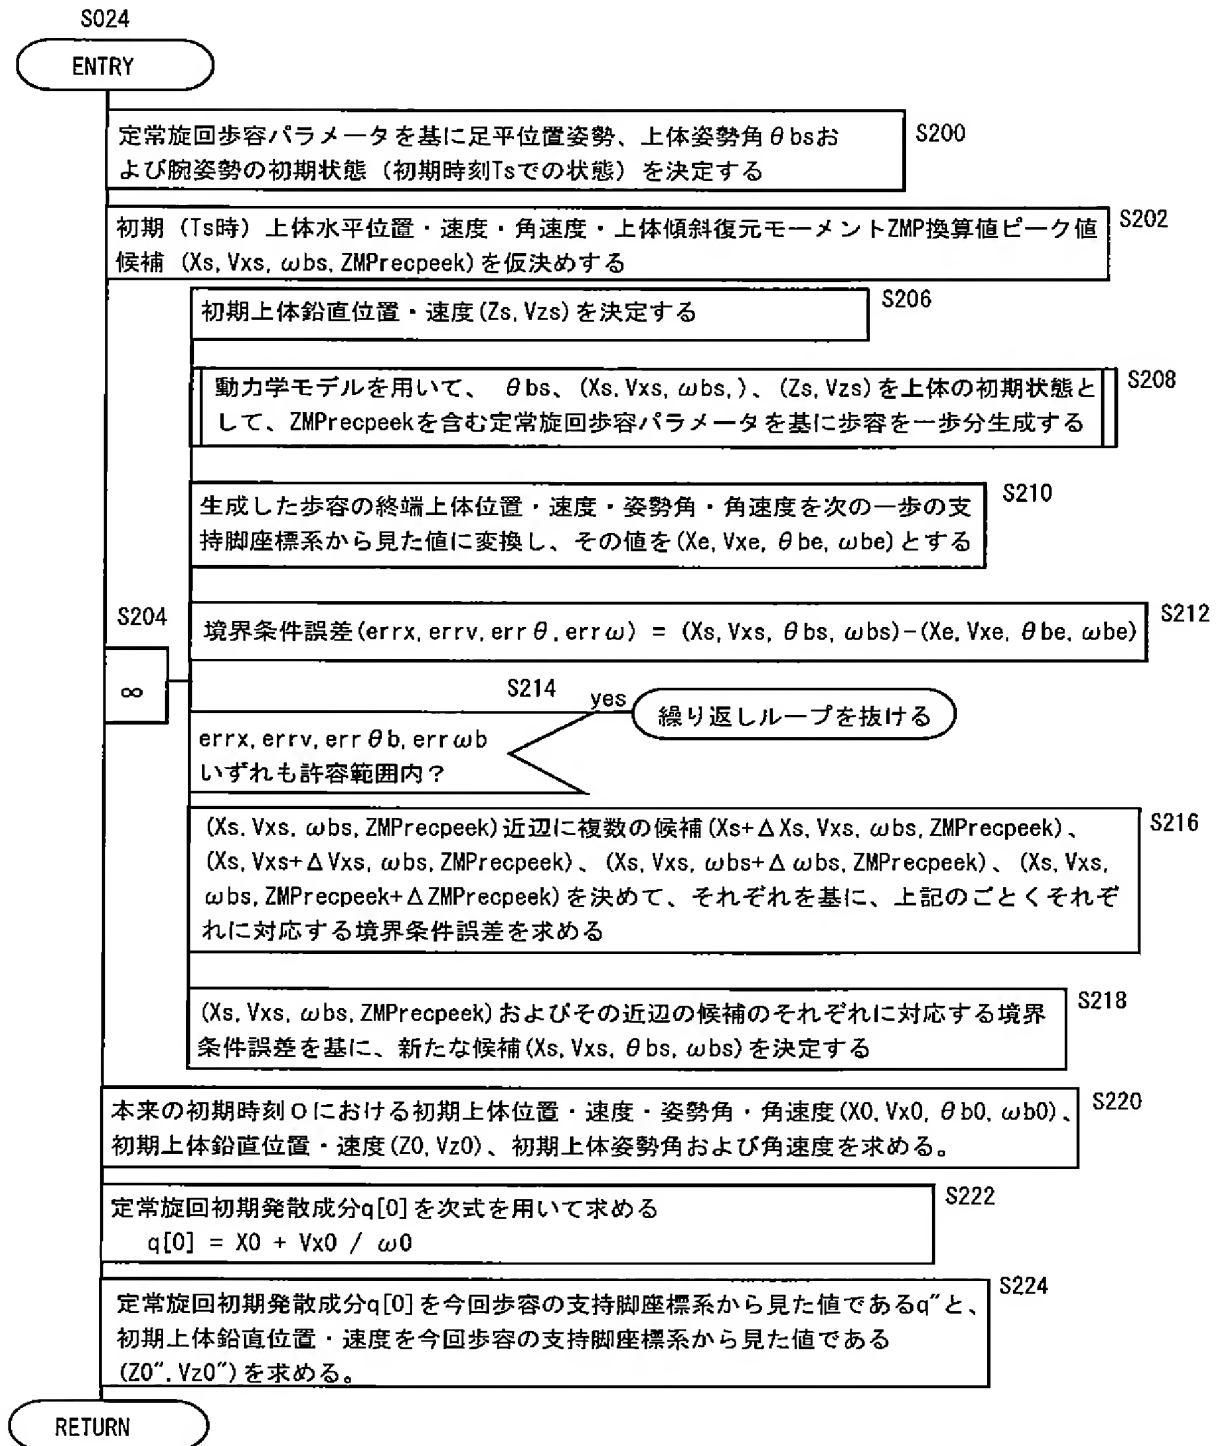 S024
ENTRY
定常旋回歩容パラメータを基に足平位置姿勢、上体姿勢角θbsお
よび腕姿勢の初期状態（初期時刻Tsでの状態）を決定する
S200
初期（Ts時）上体水平位置・速度・角速度・上体傾斜復元モーメントZMP換算値ピーク値
候補（Xs, Vxs, ωbs, ZMPrecpeek)を仮決めする
S202
初期上体鉛直位置・速度(Zs, Vzs)を決定する
S206
動力学モデルを用いて、 θbs、(Xs, Vxs, ωbs,)、(Zs, Vzs)を上体の初期状態と
して、ZMPrecpeekを含む定常旋回歩容パラメータを基に歩容を一歩分生成する
S208
生成した歩容の終端上体位置・速度・姿勢角・角速度を次の一歩の支
持脚座標系から見た値に変換し、その値を(Xe, Vxe, θbe, ωbe)とする
S210
S204
∞
境界条件誤差(errx, errv, errθ, errω) = (Xs, Vxs, θbs, ωbs)-(Xe, Vxe, θbe, ωbe)
S212
S214
yes
繰り返しループを抜ける
errx, errv, errθb, errωb
いずれも許容範囲内？
(Xs, Vxs, ωbs, ZMPrecpeek)近辺に複数の候補(Xs+ΔXs, Vxs, ωbs, ZMPrecpeek)、
(Xs, Vxs+ΔVxs, ωbs, ZMPrecpeek)、(Xs, Vxs, ωbs+Δωbs, ZMPrecpeek)、(Xs, Vxs,
ωbs, ZMPrecpeek+ΔZMPrecpeek)を決めて、それぞれを基に、上記のごとくそれぞ
れに対応する境界条件誤差を求める
S216
(Xs, Vxs, ωbs, ZMPrecpeek)およびその近辺の候補のそれぞれに対応する境界
条件誤差を基に、新たな候補(Xs, Vxs, θbs, ωbs)を決定する
S218
本来の初期時刻0における初期上体位置・速度・姿勢角・角速度(X0, Vx0, θb0, ωb0)、
初期上体鉛直位置・速度(Z0, Vz0)、初期上体姿勢角および角速度を求める。
S220
定常旋回初期発散成分q[0]を次式を用いて求める
q[0] = X0 + Vx0 / ω0
S222
定常旋回初期発散成分q[0]を今回歩容の支持脚座標系から見た値であるq″と、
初期上体鉛直位置・速度を今回歩容の支持脚座標系から見た値である
(Z0″, Vz0″)を求める。
S224
RETURN